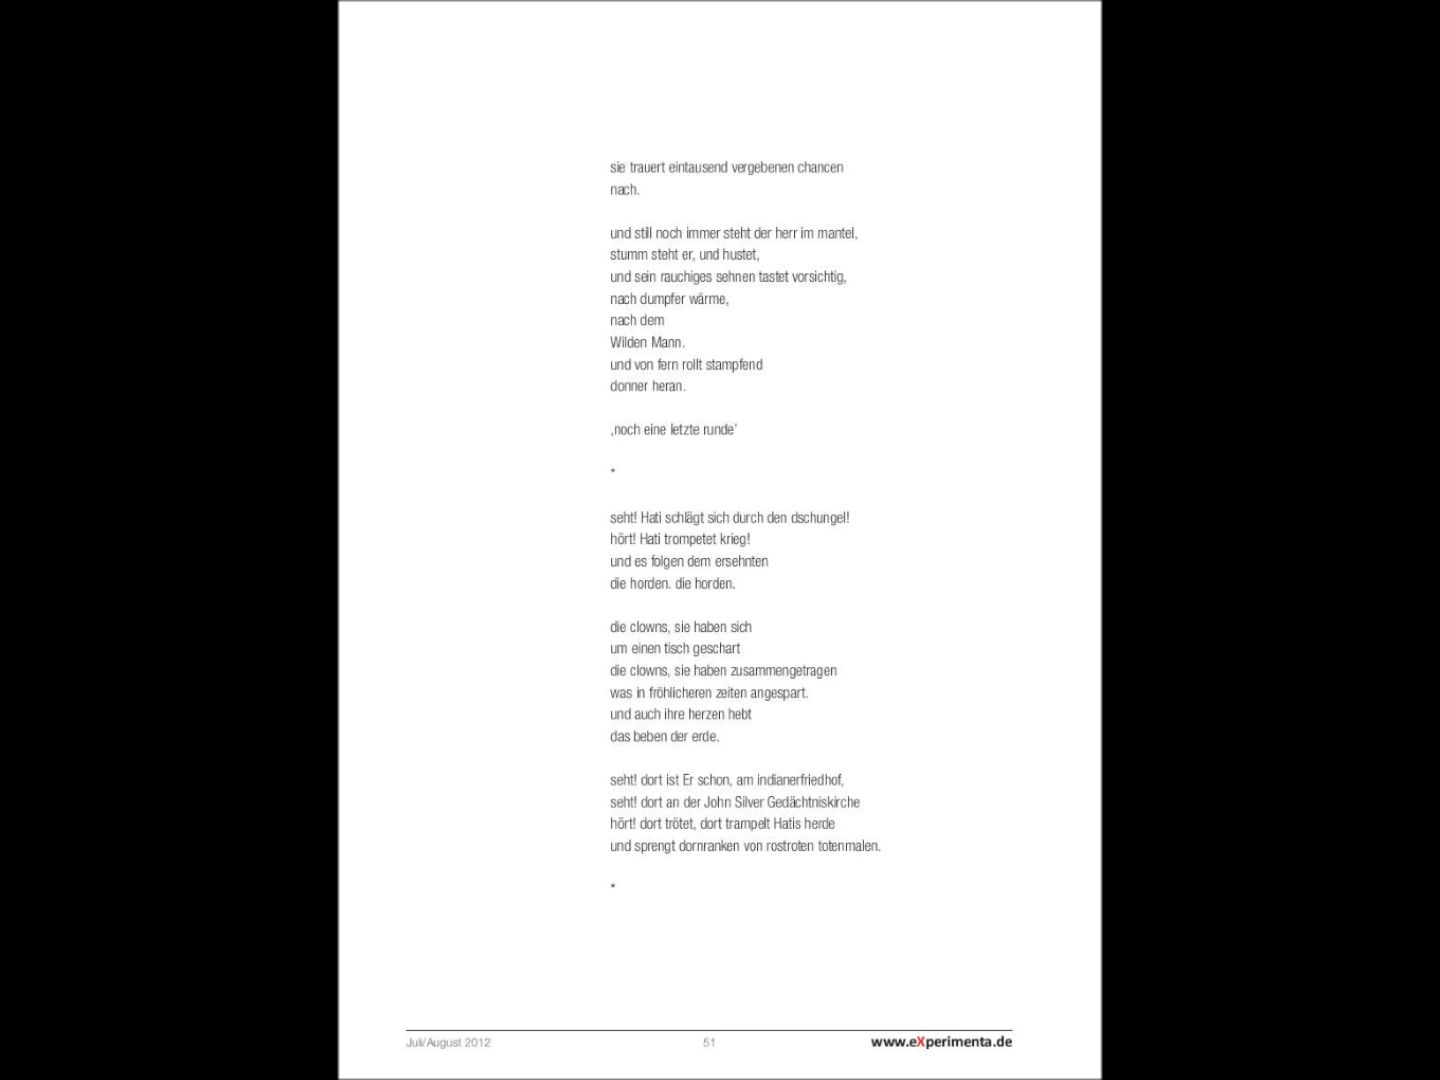 sie trauert eintausend vergebenen chancen
nach.
und still noch immer steht der herr im mantel,
stumm steht er, und hustet,
und sein rauchiges sehnen tastet vorsichtig,
nach dumpfer wärme,
nach dem
Wilden Mann.
und von fern rollt stampfend
donner heran.
‚noch eine letzte runde'
*
seht! Hati schlägt sich durch den dschungel!
hört! Hati trompetet krieg!
und es folgen dem ersehnten
die horden. die horden.
die clowns, sie haben sich
um einen tisch geschart
die clowns, sie haben zusammengetragen
was in fröhlicheren zeiten angespart.
und auch ihre herzen hebt
das beben der erde.
seht! dort ist Er schon, am indianerfriedhof,
seht! dort an der John Silver Gedächtniskirche
hört! dort trötet, dort trampelt Hatis herde
und sprengt dornranken von rostroten totenmalen.
*
Juli/August 2012 51 www.eXperimenta.de